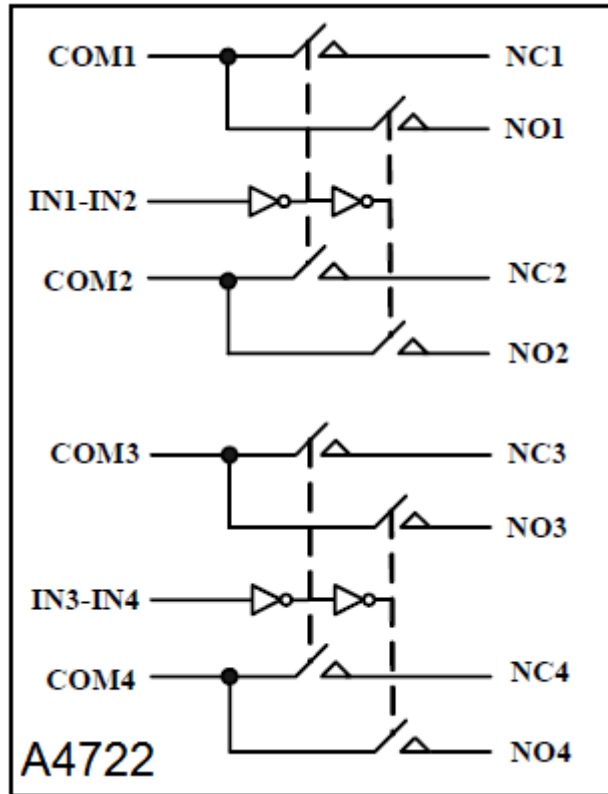 COM1
NC1
NO1
IN1-IN2
COM2
NC2
NO2
COM3
NC3
NO3
IN3-IN4
COM4
NC4
NO4
A4722